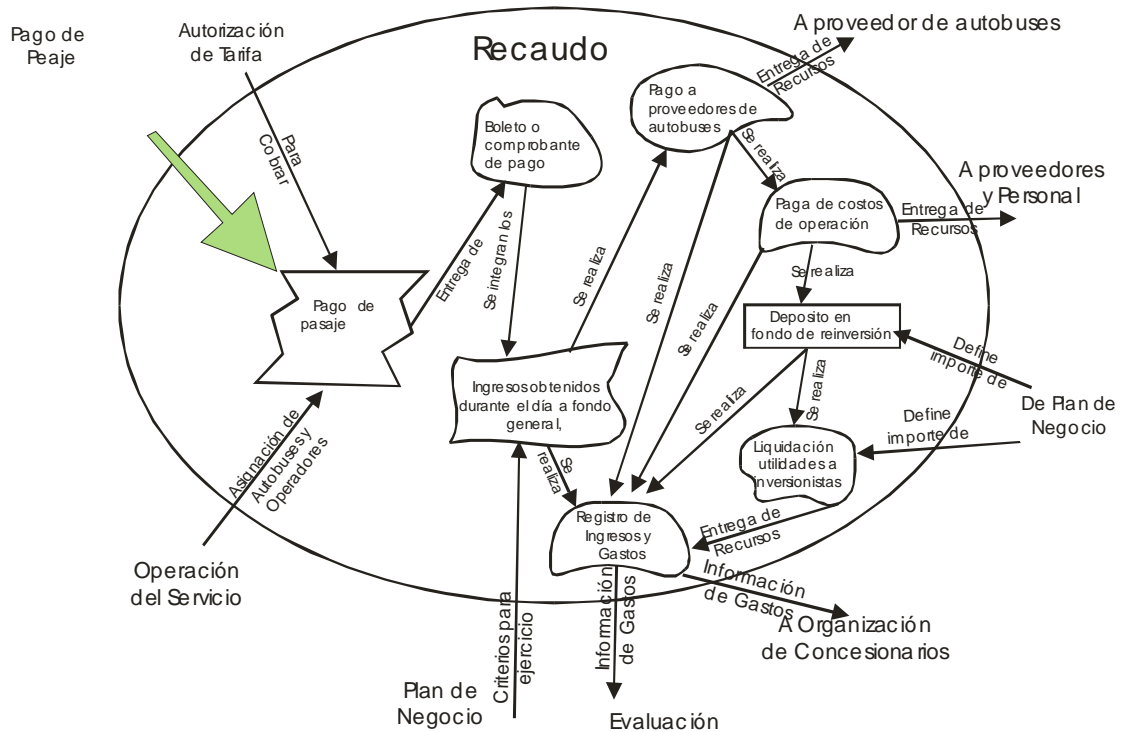 Pago de
Peaje
Autorización
de Tarifa
Recaudo
A proveedor de autobuses
Entrega de
Recursos
Para
Cobrar
Boleto o
comprobante
de pago
Pago a
proveedores de
autobuses
Se realiza
A proveedores
y Personal
Paga de costos
de operación
Entrega de
Recursos
Entrega de
Se integran los
Se realiza
Se realiza
Se realiza
Se realiza
Pago de
pasaje
Deposito en
fondo de reinversión
Define
importe de
De Plan de
Negocio
Ingresos obtenidos
durante el día a fondo
general,
Se realiza
Se realiza
Define
importe de
Liquidación
utilidades a
inversionistas
Asignación de
Autobuses y
Operadores
Se
realiza
Registro de
Ingresos y
Gastos
Entrega de
Recursos
Operación
del Servicio
Información
de Gastos
A Organización
de Concesionarios
Criterios para
ejercicio
Información
de Gastos
Plan de
Negocio
Evaluación